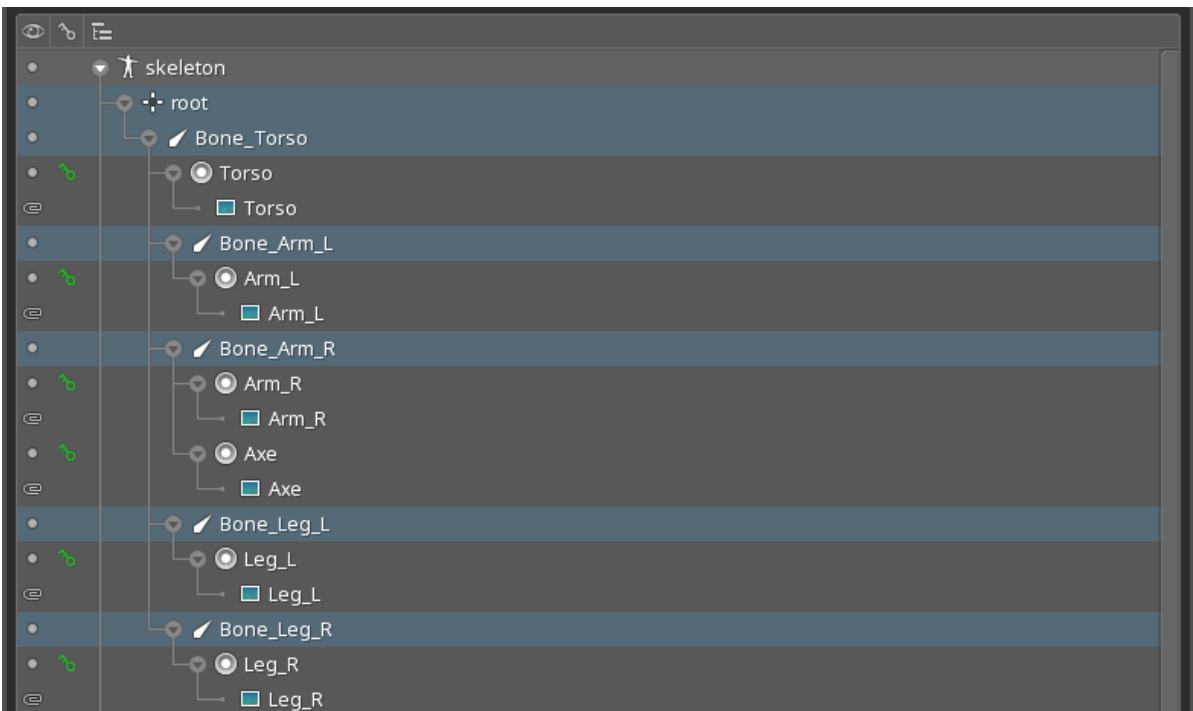 skeleton
root
Bone_Torso
Torso
Torso
Bone_Arm_L
Arm_L
Arm_L
Bone_Arm_R
Arm_R
Arm_R
Axe
Axe
Bone_Leg_L
Leg_L
Leg_L
Bone_Leg_R
Leg_R
Leg_R